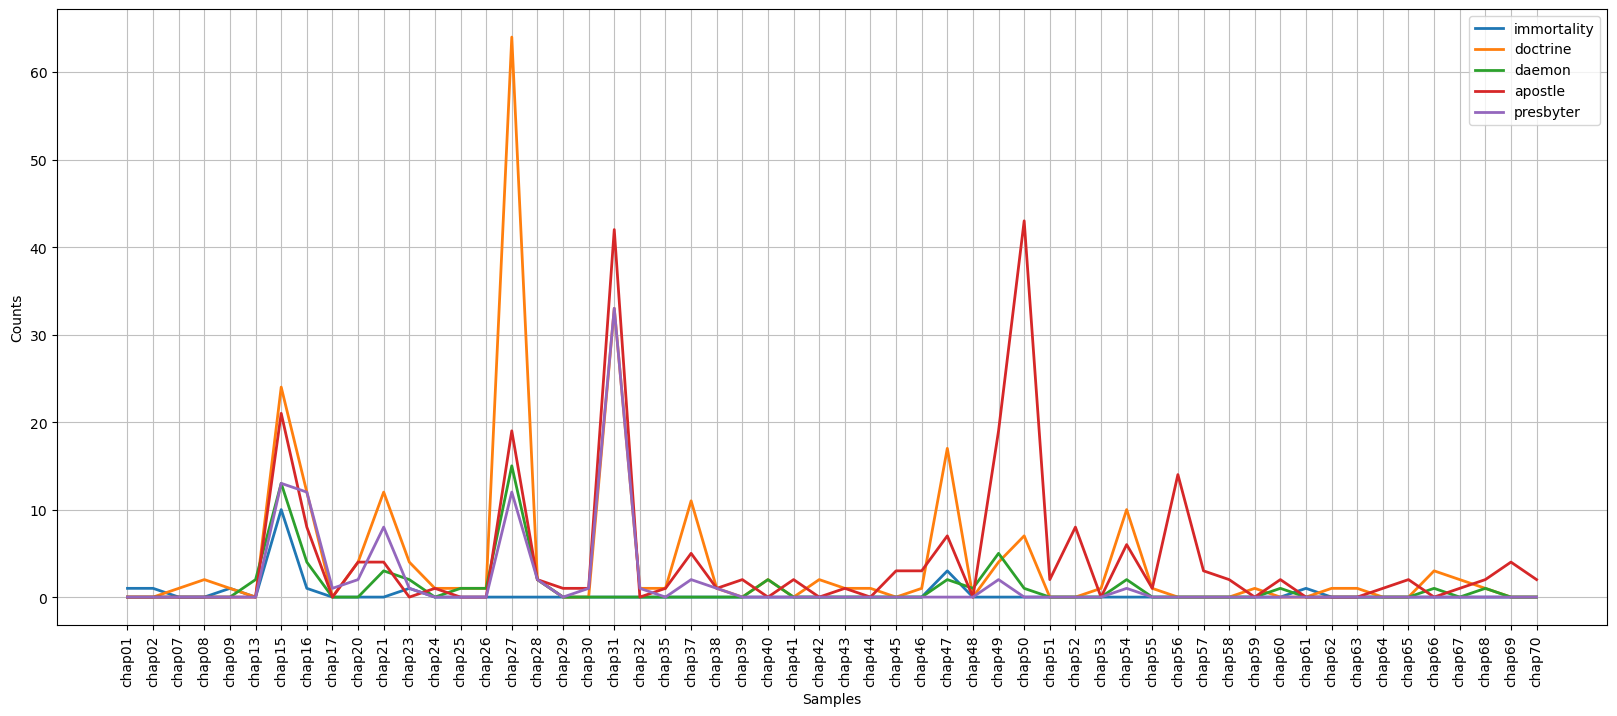 immortality
doctrine
daemon
apostle
presbyter
Counts
60
50
40
30
20
10
0
chap01
chap02
chap07
chap08
chap09
chap13
chap15
chap16
chap17
chap20
chap21
chap23
chap24
chap25
chap26
chap27
chap28
chap29
chap30
chap31
chap32
chap35
chap37
chap38
chap39
chap40
chap41
chap42
chap43
chap44
chap45
chap46
chap47
chap48
chap49
chap50
chap51
chap52
chap53
chap54
chap55
chap56
chap57
chap58
chap59
chap60
chap61
chap62
chap63
chap64
chap65
chap66
chap67
chap68
chap69
chap70
Samples